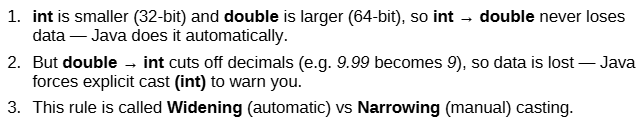 1. int is smaller (32-bit) and double is larger (64-bit), so int → double never loses
data — Java does it automatically.
2. But double → int cuts off decimals (e.g. 9.99 becomes 9), so data is lost — Java
forces explicit cast (int) to warn you.
3. This rule is called Widening (automatic) vs Narrowing (manual) casting.